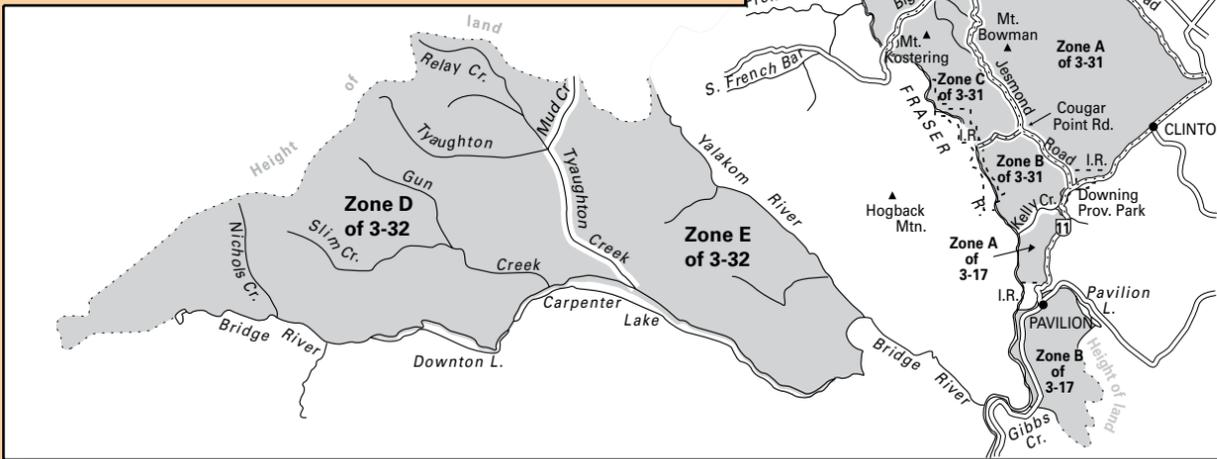 land
of
Height
Relay Cr.
Mud Cr
Tyaughton
Gun
Zone D
of 3-32
Slim Cr.
Nichols Cr.
Creek
Tyaughton
Creek
Bridge River
Downton L.
Carpenter
Lake
Zone E
of 3-32
Yalakom
River
Bridge
River
S. French Bar
Mt.
Kostering
Mt.
Bowman
Zone A
of 3-31
Zone C
of 3-31
Jesmond
Road
Cougar
Point Rd.
FRASER
R.
I.R.
Zone B
of 3-31
I.R.
CLINTO
Hogback
Mtn.
Kelly Cr.
Downing
Prov. Park
11
Zone A
of
3-17
I.R.
Pavilion
L.
PAVILION
Zone B
of
3-17
Height of land
Gibbs
Cr.